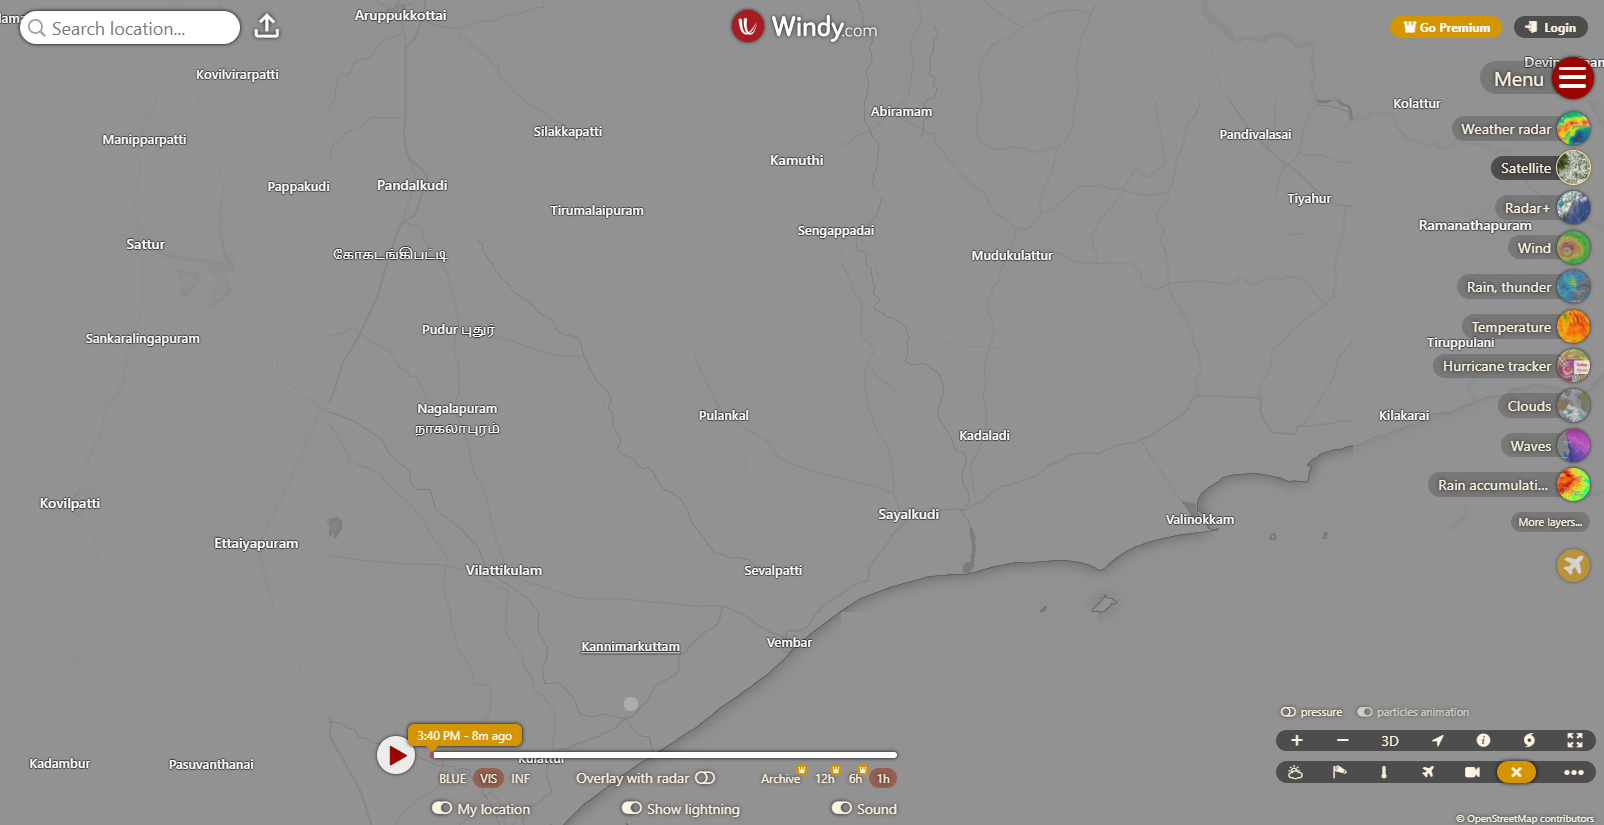 Aruppukkottai
Search location...
Windy.com
Go Premium
Login
Kovilvirarpatti
Menu
Abiramam
Kolattur
Manipparpatti
Silakkapatti
Pandivalasai
Weather radar
Kamuthi
Satellite
Pappakudi
Pandalkudi
Tirumalaipuram
Tiyahur
Radar+
Sattur
Sengappadai
Ramanathapuram
கோகடங்கிபட்டி
Mudukulattur
Wind
Rain, thunder
Sankaralingapuram
Pudur புதுர்
Temperature
Tiruppulani
Hurricane tracker
Nagalapuram
நாகலாபுரம்
Pulankal
Kilakarai
Clouds
Kadaladi
Waves
Kovilpatti
Rain accumulati...
Sayalkudi
Valinokkam
More layers...
Ettaiyapuram
Vilattikulam
Sevalpatti
Kannimarkuttam
Vembar
pressure
particles animation
3:40 PM - 8m ago
3D
Kadambur
Pasuvanthanai
Kulattur
BLUE VIS INF
Overlay with radar
Archive 12h 6h 1h
My location
Show lightning
Sound
© OpenStreetMap contributors